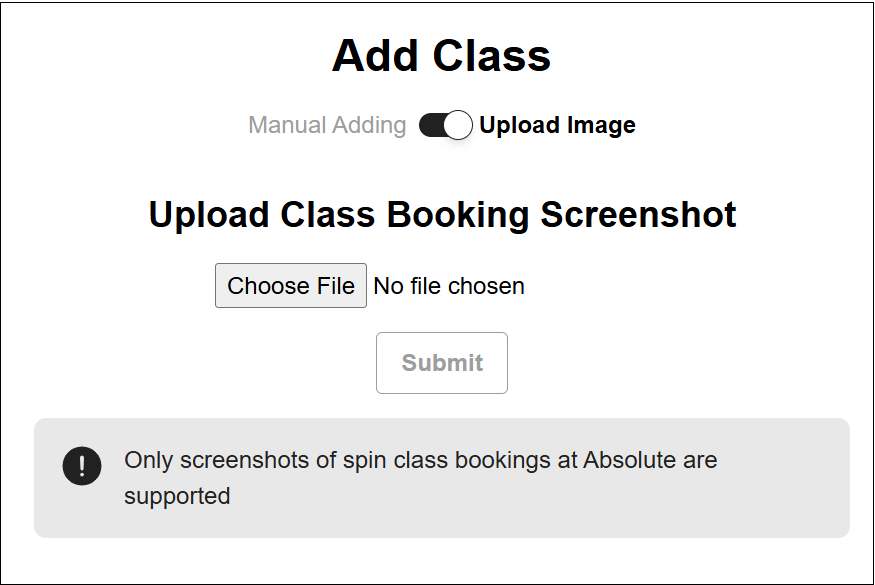 Add Class
Manual Adding Upload Image
Upload Class Booking Screenshot
Choose File No file chosen
Submit
! Only screenshots of spin class bookings at Absolute are
supported